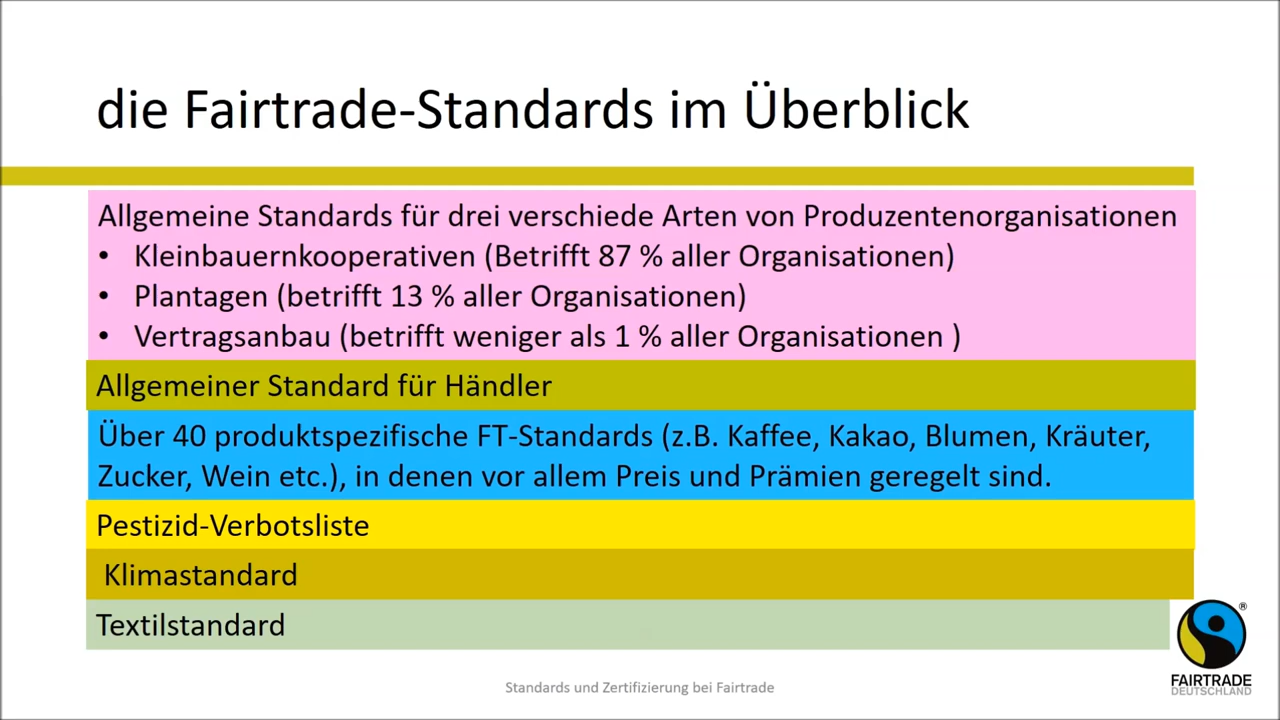 die Fairtrade-Standards im Überblick
Allgemeine Standards für drei verschiede Arten von Produzentenorganisationen
• Kleinbauernkooperativen (Betrifft 87 % aller Organisationen)
• Plantagen (betrifft 13 % aller Organisationen)
• Vertragsanbau (betrifft weniger als 1 % aller Organisationen )
Allgemeiner Standard für Händler
Über 40 produktspezifische FT-Standards (z.B. Kaffee, Kakao, Blumen, Kräuter,
Zucker, Wein etc.), in denen vor allem Preis und Prämien geregelt sind.
Pestizid-Verbotsliste
Klimastandard
Textilstandard
®
FAIRTRADE
DEUTSCHLAND
Standards und Zertifizierung bei Fairtrade